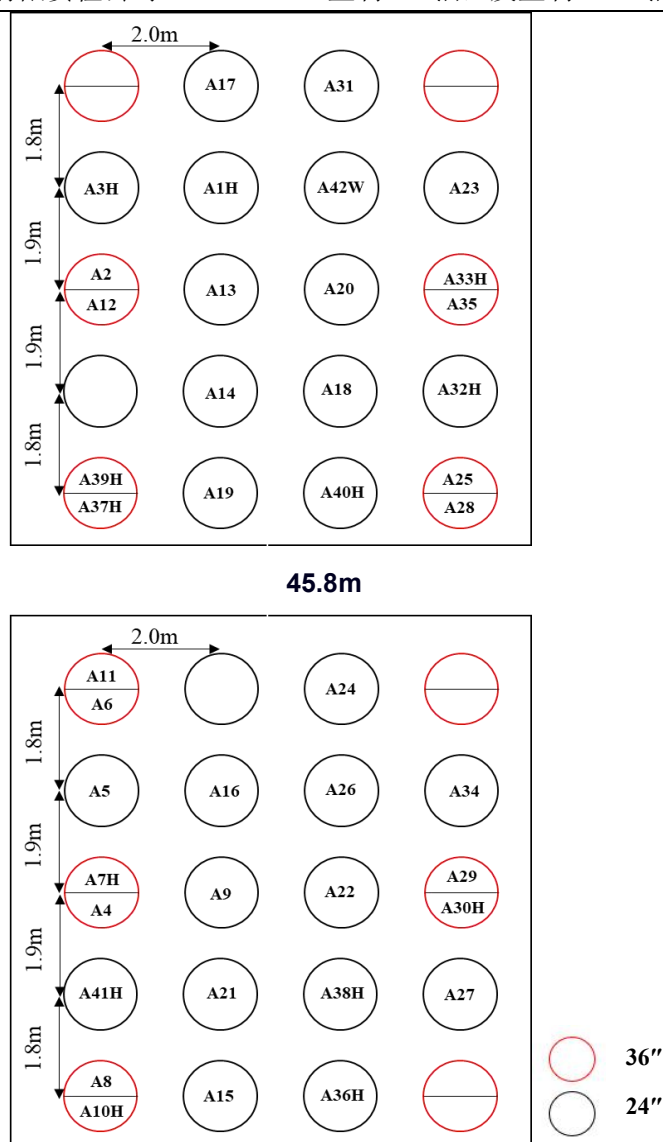 2.0m
A17 A31
1.8m
A3H A1H A42W A23
1.9m
A2 A33H
A13 A20
A12 A35
1.9m
A14 A18 A32H
1.8m
A39H A25
A19 A40H
A37H A28
45.8m
2.0m
A11
A24
A6
1.8m
A5 A16 A26 A34
1.9m
A7H A29
A9 A22
A4 A30H
1.9m
A41H A21 A38H A27
1.8m
36″
A8
A15 A36H
A10H
24″